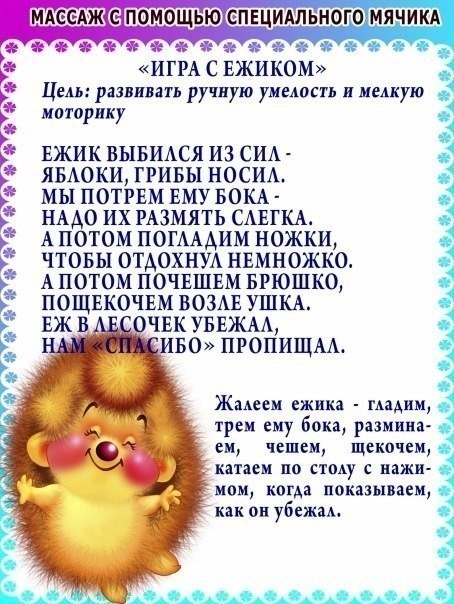 МАССАЖ С ПОМОЩЬЮ СПЕЦИАЛЬНОГО МЯЧИКА
«ИГРА С ЕЖИКОМ»
Цель: развивать ручную умелость и мелкую
моторику
ЕЖИК ВЫБИЛСЯ ИЗ СИЛ -
ЯБЛОКИ, ГРИБЫ НОСИЛ.
МЫ ПОТРЕМ ЕМУ БОКА -
НАДО ИХ РАЗМЯТЬ СЛЕГКА.
А ПОТОМ ПОГЛАДИМ НОЖКИ,
ЧТОБЫ ОТДОХНУЛ НЕМНОЖКО.
А ПОТОМ ПОЧЕШЕМ БРЮШКО,
ПОЩЕКОЧЕМ ВОЗЛЕ УШКА.
ЕЖ В ЛЕСОЧЕК УБЕЖАЛ,
НАМ «СПАСИБО» ПРОПИЩАЛ.
Жалеем ежика - гладим,
трем ему бока, размина-
ем, чешем, щекочем,
катаем по столу с нажи-
мом, когда показываем,
как он убежал.